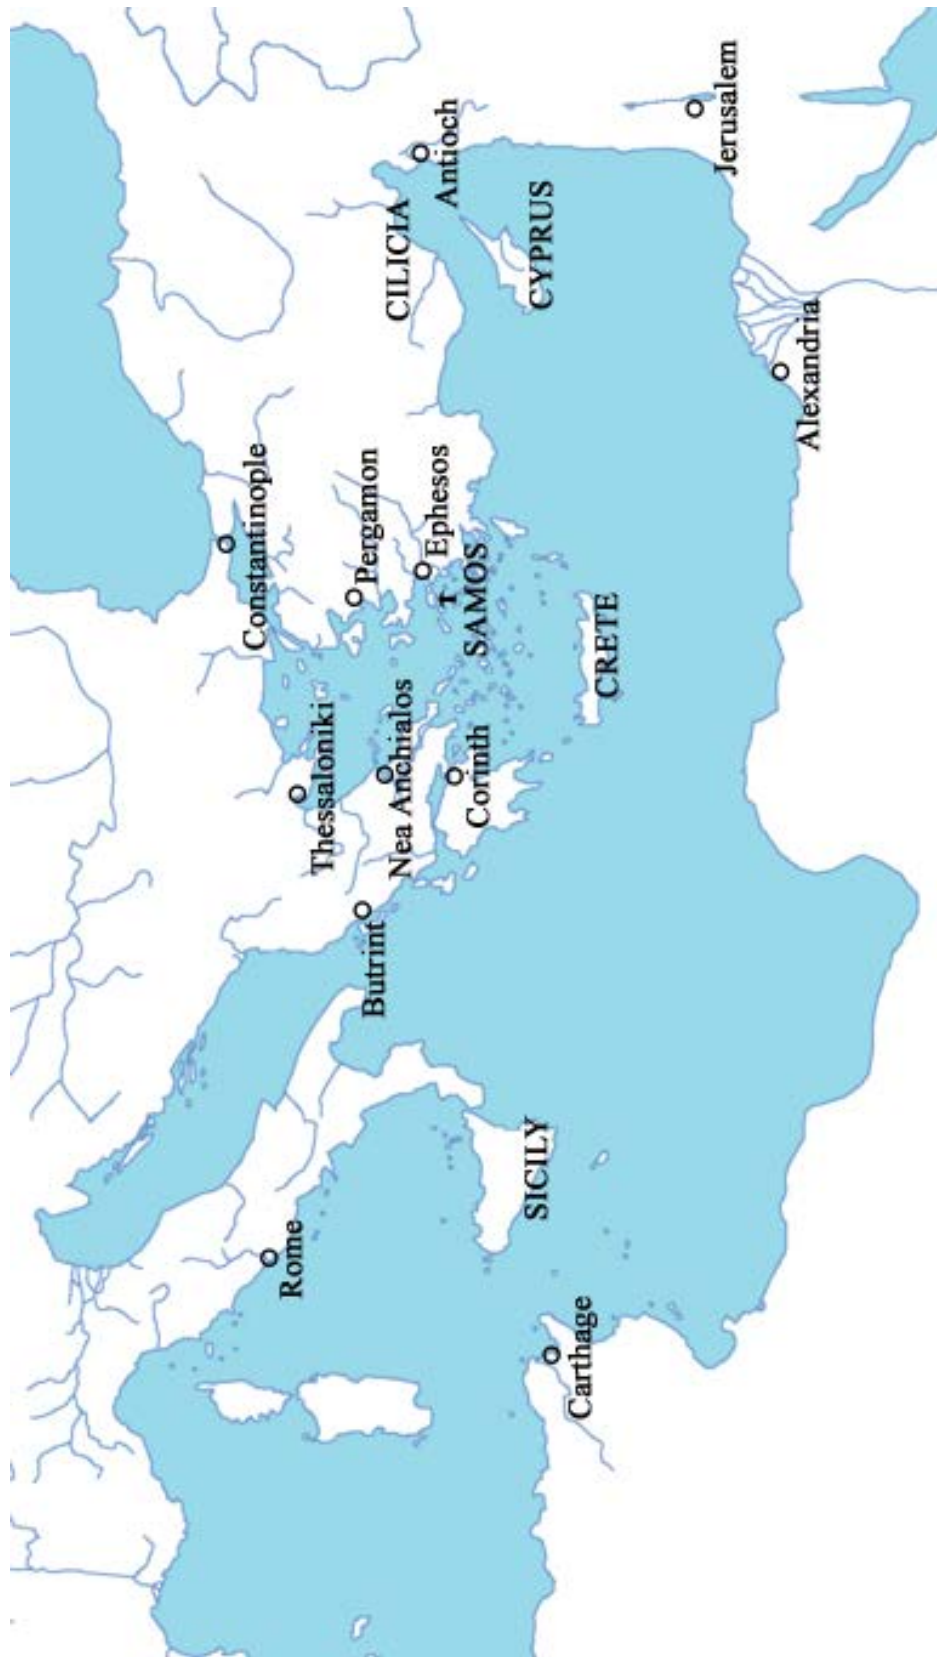 Constantinople
Rome
Thessaloniki
Pergamon
Butrint
Nea Anchialos
Ephesos
CILICIA
Antioch
Corinth
SAMOS
SICILY
CYPRUS
Carthage
CRETE
Jerusalem
Alexandria